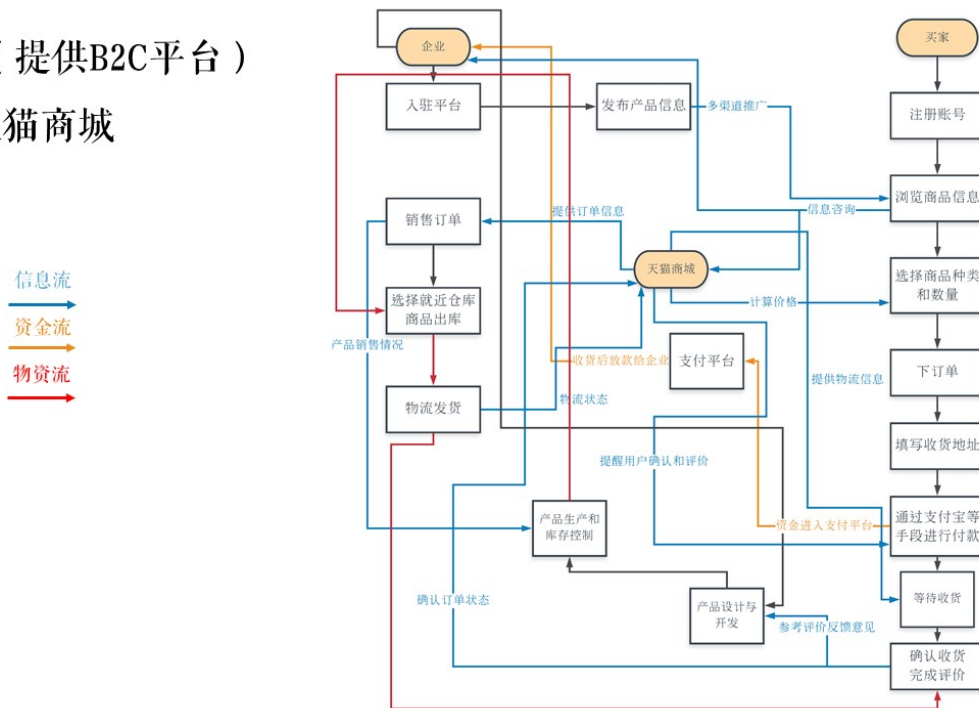 提供B2C平台）
猫商城
信息流
资金流
物资流
企业
入驻平台
发布产品信息
多渠道推广
销售订单
提供订单信息
信息咨询
天猫商城
选择就近仓库
商品出库
计算价格
产品销售情况
收货后放款给企业
支付平台
提供物流信息
物流发货
物流状态
提醒用户确认和评价
产品生产和
库存控制
资金进入支付平台
确认订单状态
产品设计与
开发
参考评价反馈意见
买家
注册账号
浏览商品信息
选择商品种类
和数量
下订单
填写收货地址
通过支付宝等
手段进行付款
等待收货
确认收货
完成评价